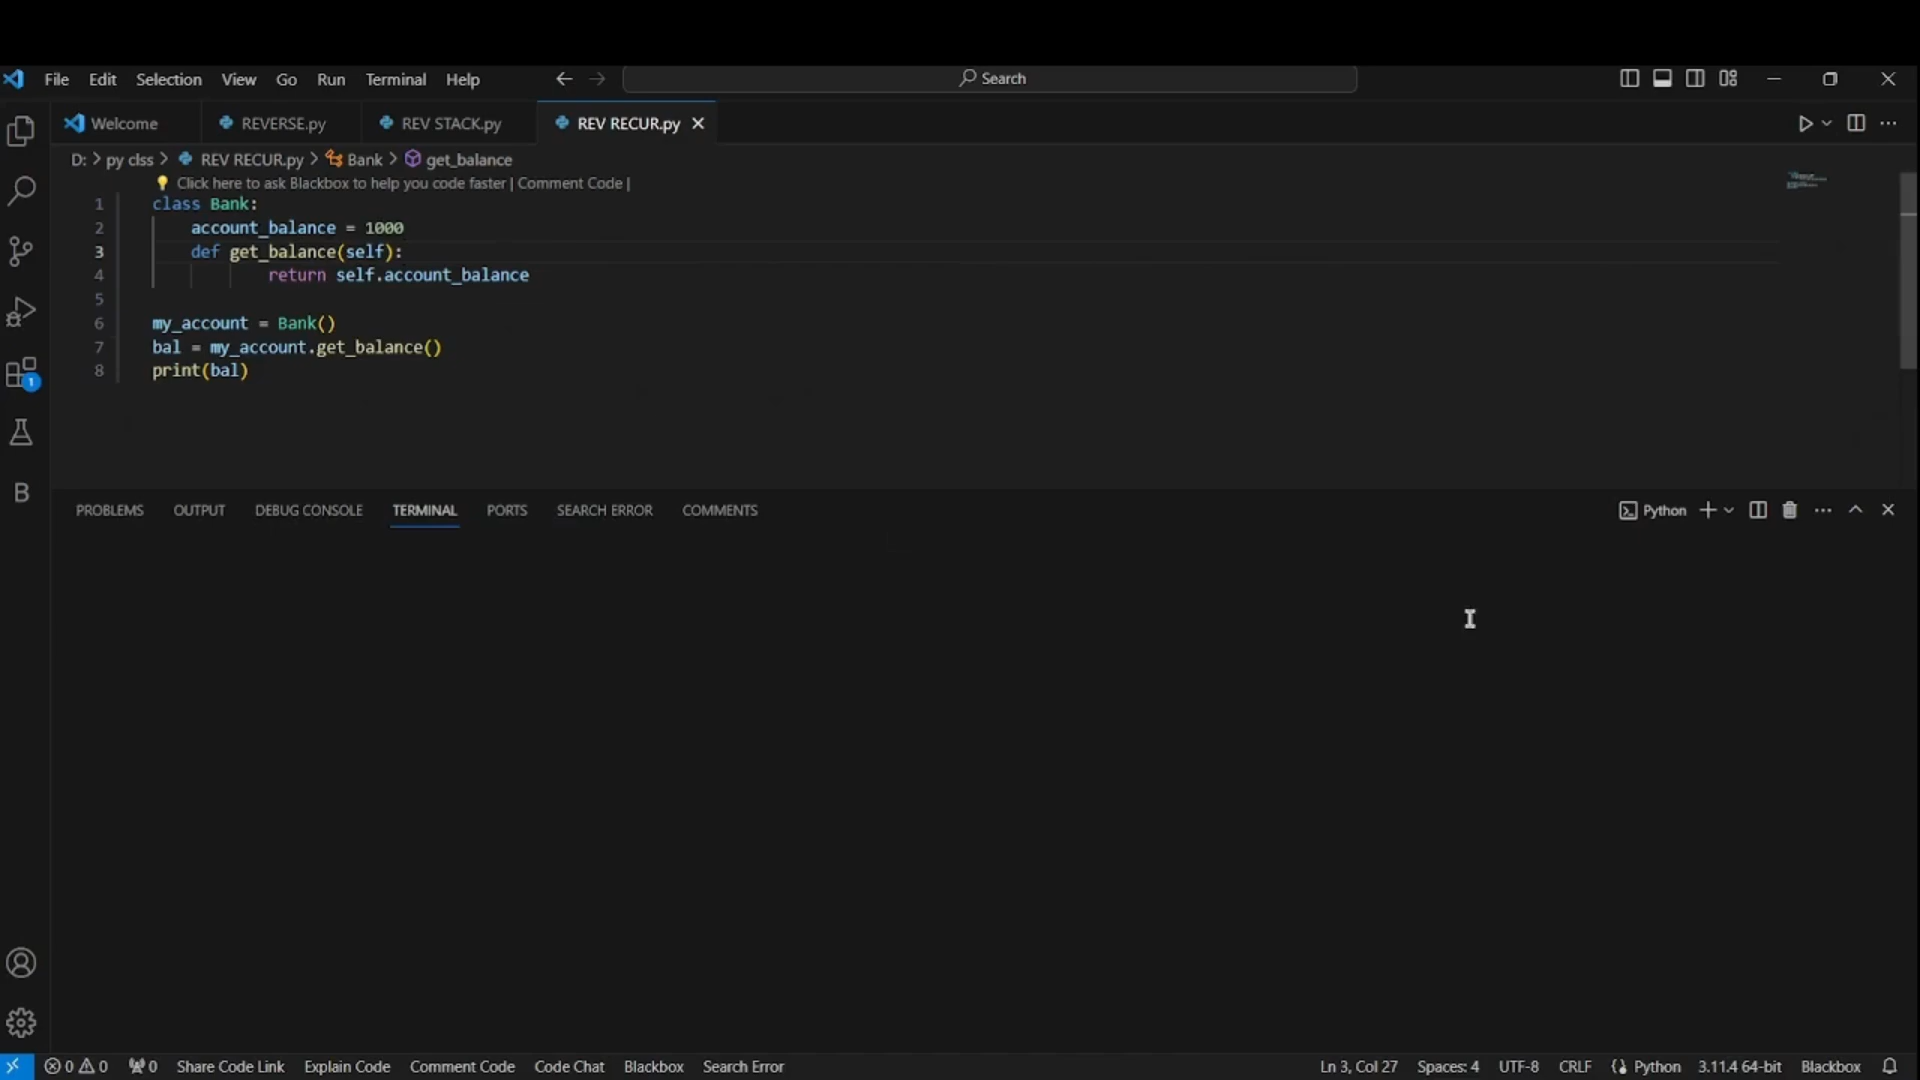 File Edit Selection View Go Run Terminal Help
Search
Welcome REVERSE.py REV STACK.py REV RECUR.py
D: > py clss > REV RECUR.py > Bank > get_balance
Click here to ask Blackbox to help you code faster | Comment Code |
1 class Bank:
2 account_balance = 1000
3 def get_balance(self):
4 return self.account_balance
5
6 my_account = Bank()
7 bal = my_account.get_balance()
8 print(bal)
1
B
PROBLEMS OUTPUT DEBUG CONSOLE TERMINAL PORTS SEARCH ERROR COMMENTS
Python
0 0 0 Share Code Link Explain Code Comment Code Code Chat Blackbox Search Error Ln 3, Col 27 Spaces: 4 UTF-8 CRLF Python 3.11.4 64-bit Blackbox